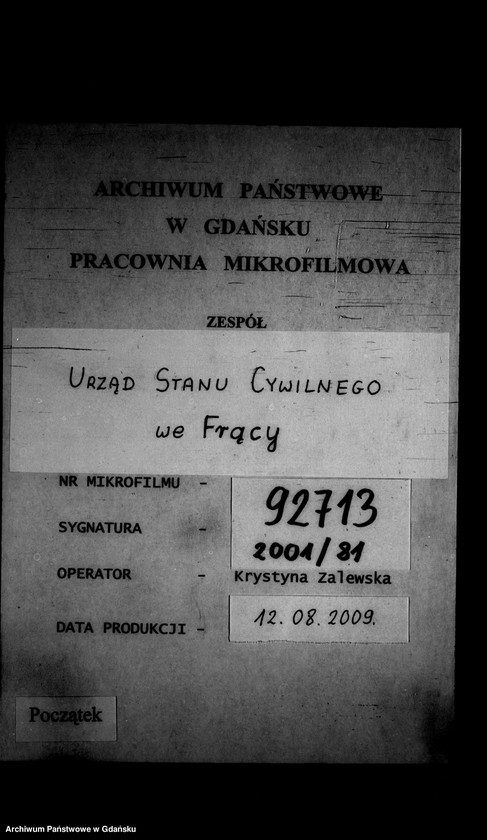 ARCHIWUM PAŃSTWOWE
W GDAŃSKU
PRACOWNIA MIKROFILMOWA
ZESPÓŁ
URZĄD STANU CYWILNEGO
we Frący
NR MIKROFILMU - 92713
SYGNATURA - 2001/81
OPERATOR - Krystyna Zalewska
DATA PRODUKCJI - 12.08.2009.
Początek
Archiwum Państwowe w Gdańsku